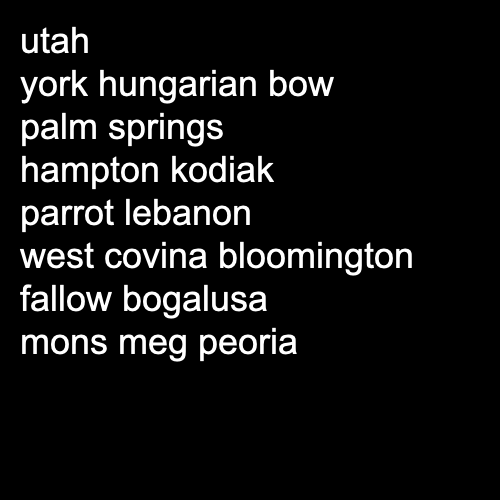 utah
york hungarian bow
palm springs
hampton kodiak
parrot lebanon
west covina bloomington
fallow bogalusa
mons meg peoria